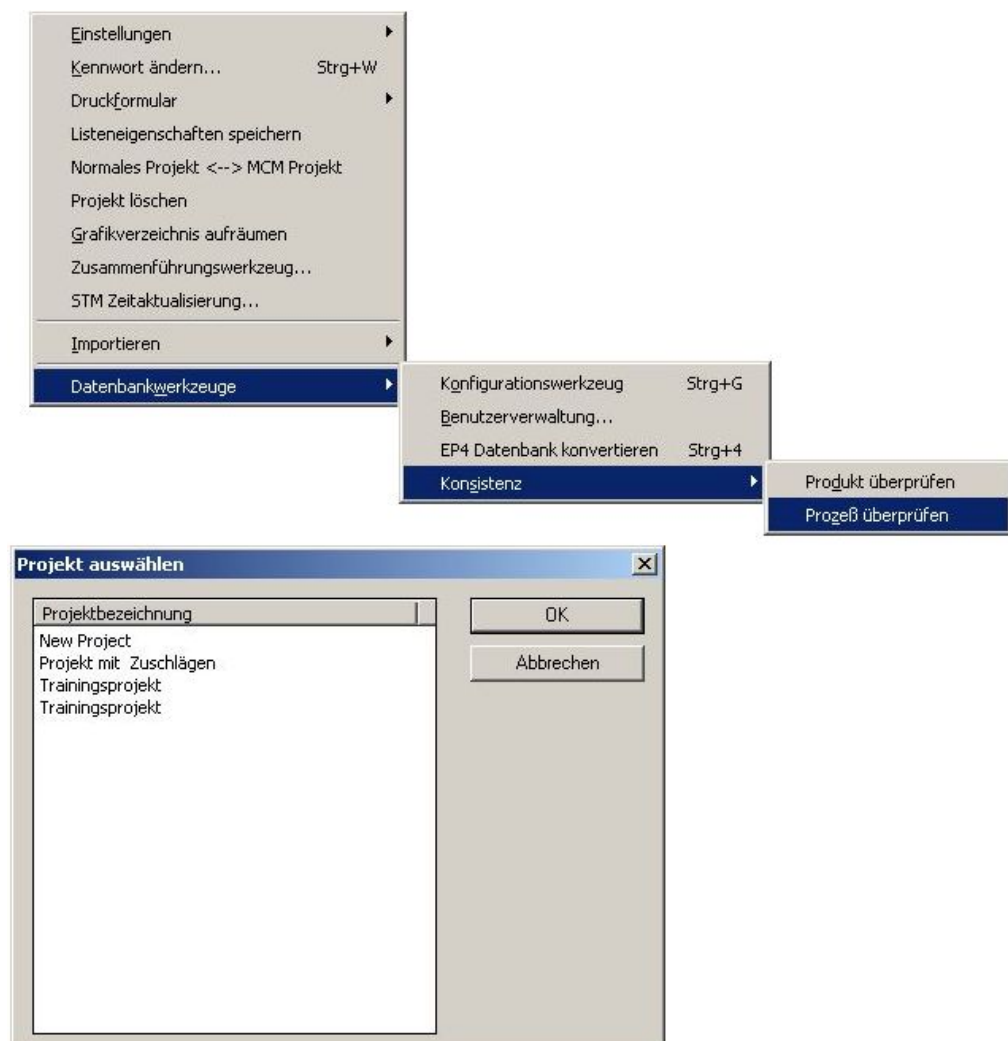 Einstellungen
Kennwort ändern... Strg+W
Druckformular
Listeneigenschaften speichern
Normales Projekt <--> MCM Projekt
Projekt löschen
Grafikverzeichnis aufräumen
Zusammenführungswerkzeug...
STM Zeitaktualisierung...
Importieren
Datenbankwerkzeuge
Konfigurationswerkzeug Strg+G
Benutzerverwaltung...
EP4 Datenbank konvertieren Strg+4
Konsistenz
Produkt überprüfen
Prozeß überprüfen
Projekt auswählen
Projektbezeichnung
New Project
Projekt mit  Zuschlägen
Trainingsprojekt
Trainingsprojekt
OK
Abbrechen